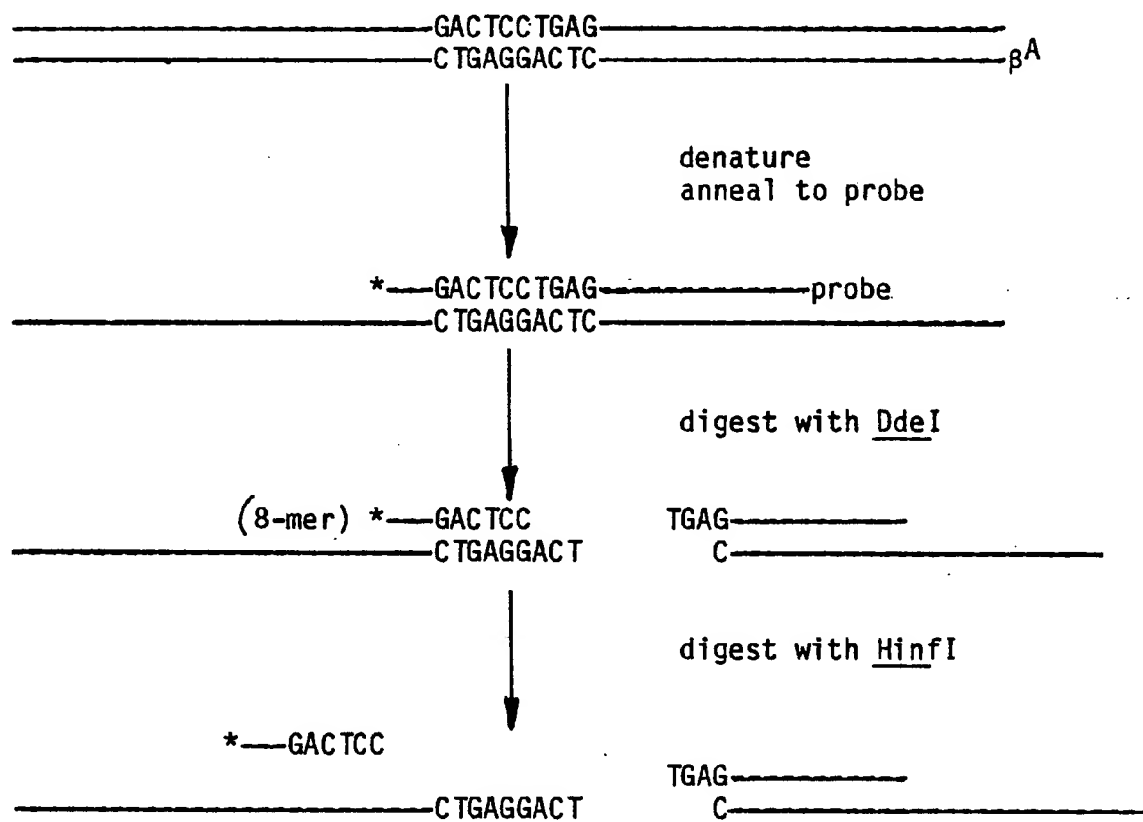 GACTCCTGAG
CTGAGGACTC βA
denature
anneal to probe
*—GACTCCTGAG probe
CTGAGGACTC
digest with DdeI
(8-mer) *—GACTCC TGAG
CTGAGGACT C
digest with HinfI
*—GACTCC
TGAG
CTGAGGACT C